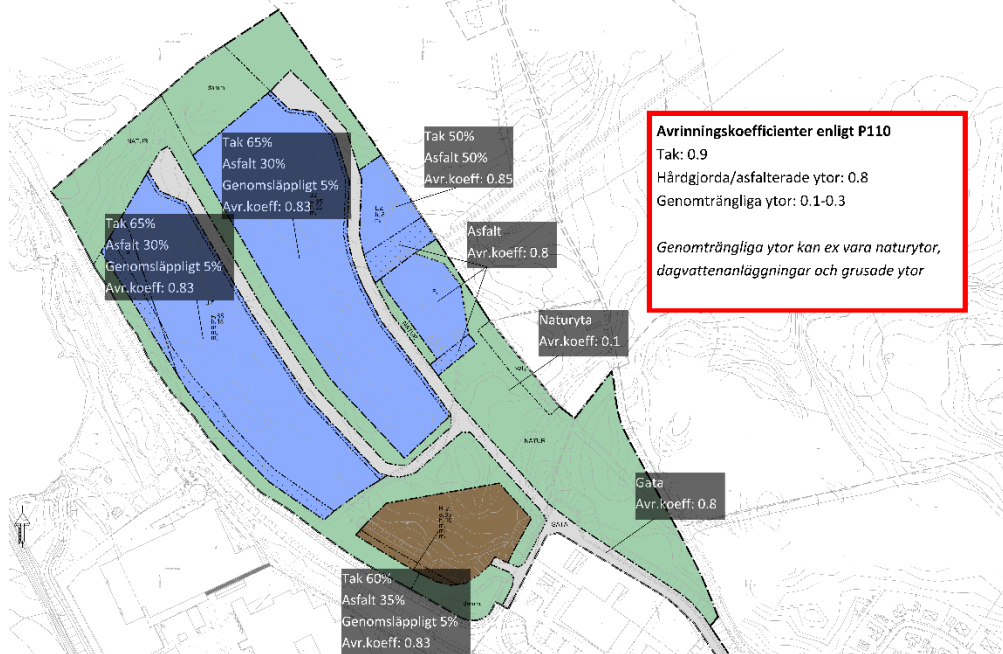 damm
NATUR
Tak 65%
Asfalt 30%
Genomsläppligt 5%
Avr.koeff: 0.83
Tak 50%
Asfalt 50%
Avr.koeff: 0.85
Avrinningskoefficienter enligt P110
Tak: 0.9
Hårdgjorda/asfalterade ytor: 0.8
Genomträngliga ytor: 0.1-0.3
Genomträngliga ytor kan ex vara naturytor,
dagvattenanläggningar och grusade ytor
Tak 65%
Asfalt 30%
Genomsläppligt 5%
Avr.koeff: 0.83
Asfalt
Avr.koeff: 0.8
NATUR
Naturyta
Avr.koeff: 0.1
NATUR
Gata
Avr.koeff: 0.8
GATA
Tak 60%
Asfalt 35%
Genomsläppligt 5%
Avr.koeff: 0.83
damm